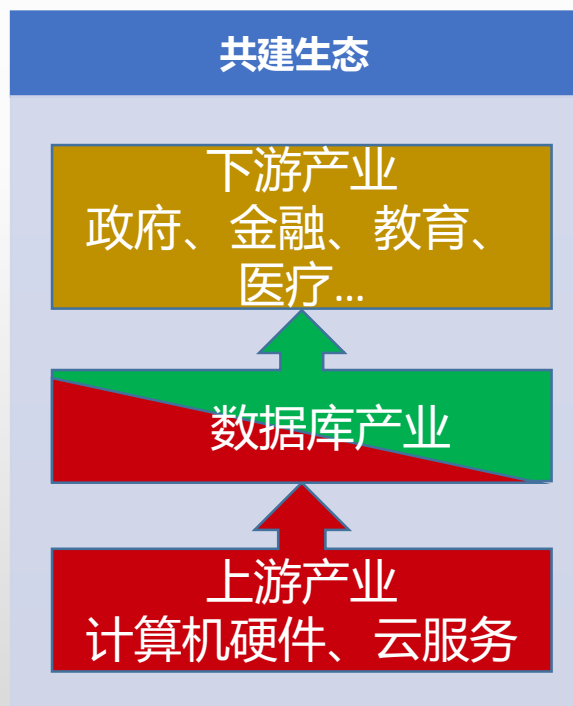 共建生态
下游产业
政府、金融、教育、
医疗...
数据库产业
上游产业
计算机硬件、云服务